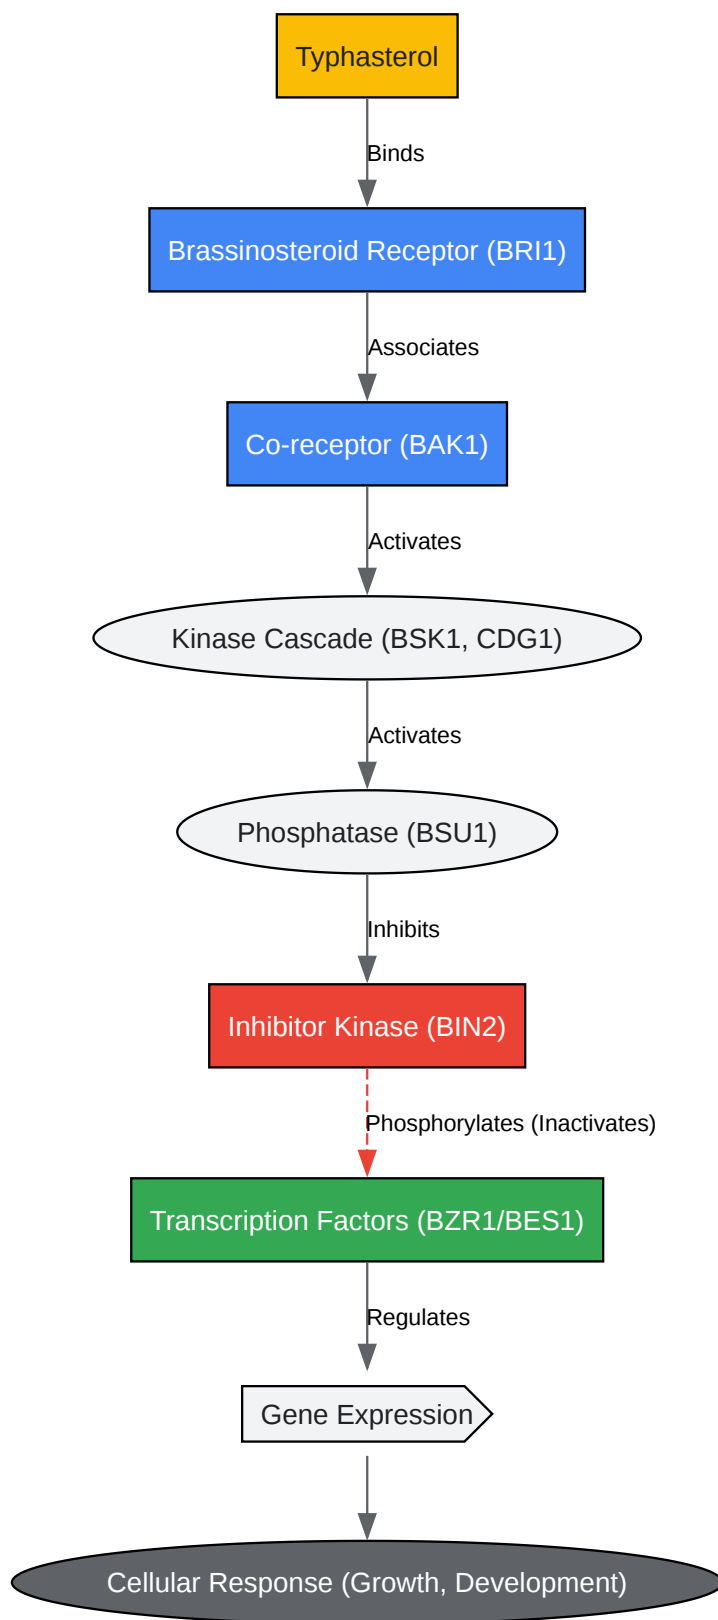 Typhasterol
Binds
Brassinosteroid Receptor (BRI1)
Associates
Co-receptor (BAK1)
Activates
Kinase Cascade (BSK1, CDG1)
Activates
Phosphatase (BSU1)
Inhibits
Inhibitor Kinase (BIN2)
Phosphorylates (Inactivates)
Transcription Factors (BZR1/BES1)
Regulates
Gene Expression
Cellular Response (Growth, Development)